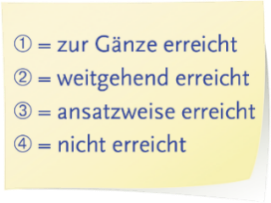 ① = zur Gänze erreicht
② = weitgehend erreicht
③ = ansatzweise erreicht
④ = nicht erreicht